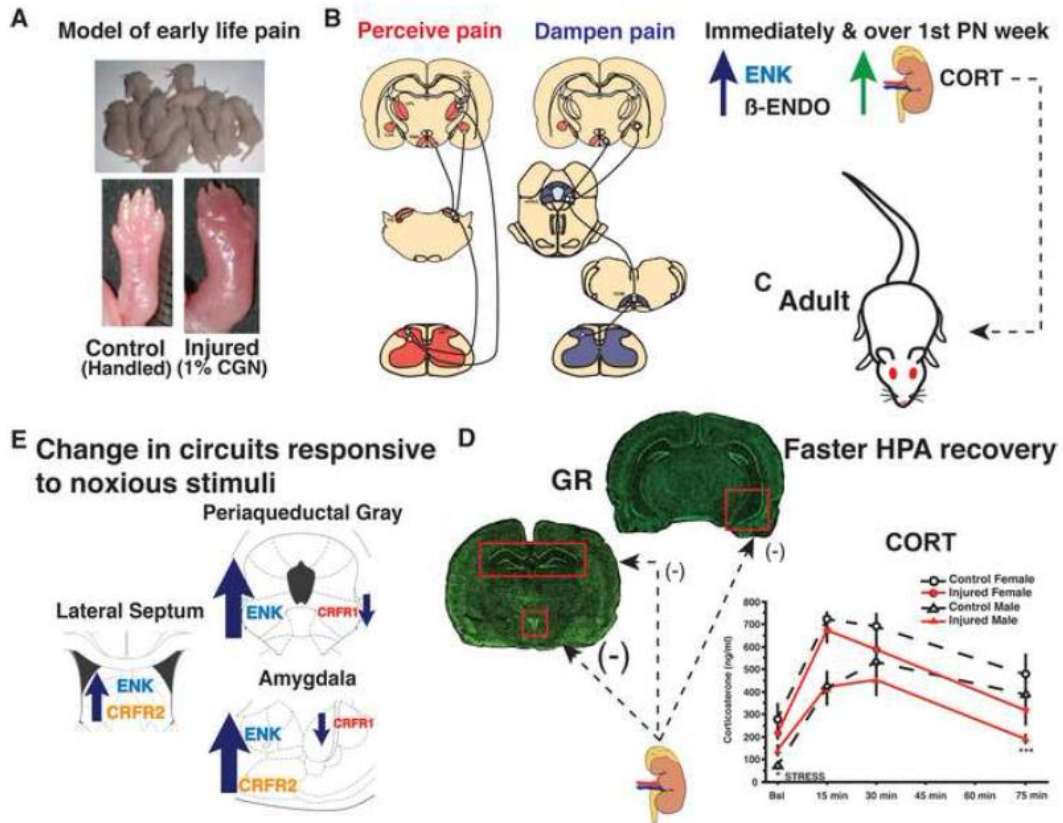 A
Model of early life pain
Control
(Handled)
Injured
(1% CGN)
B
Perceive pain
Dampen pain
Immediately & over 1st PN week
ENK
ß-ENDO
CORT
C
Adult
E
Change in circuits responsive
to noxious stimuli
Periaqueductal Gray
ENK
CRFR1
Lateral Septum
ENK
CRFR2
Amygdala
ENK
CRFR1
CRFR2
D
GR
Faster HPA recovery
(-)
(-)
(-)
CORT
Control Female
Injured Female
Control Male
Injured Male
Corticosterone (ng/ml)
800
700
600
500
400
300
200
100
0
* STRESS
***
Bsl
15 min
30 min
45 min
60 min
75 min